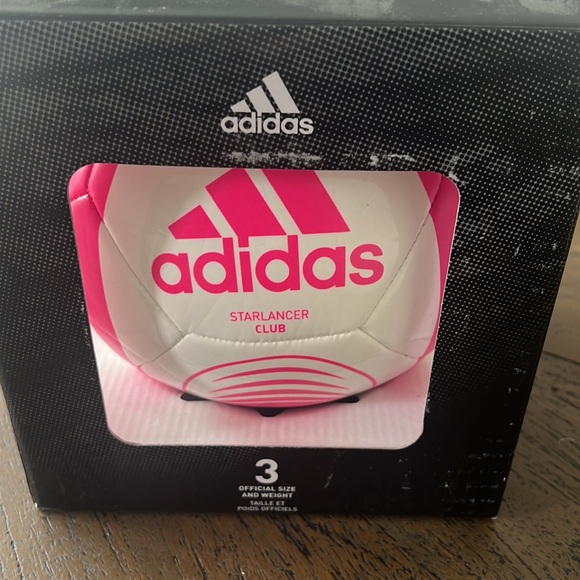 adidas
adidas
STARLANCER
CLUB
3
OFFICIAL SIZE
AND WEIGHT
TAILLE ET
POIDS OFFICIELS